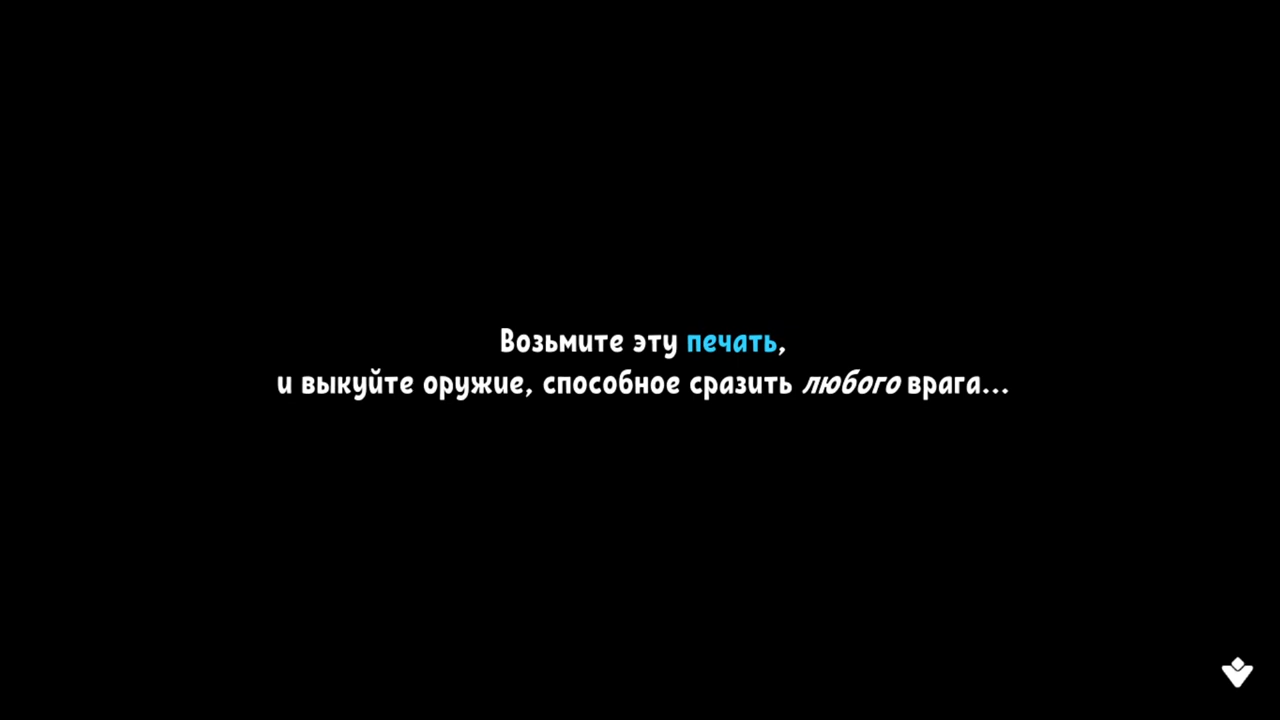 Возьмите эту печать,
и выкуйте оружие, способное сразить любого врага...